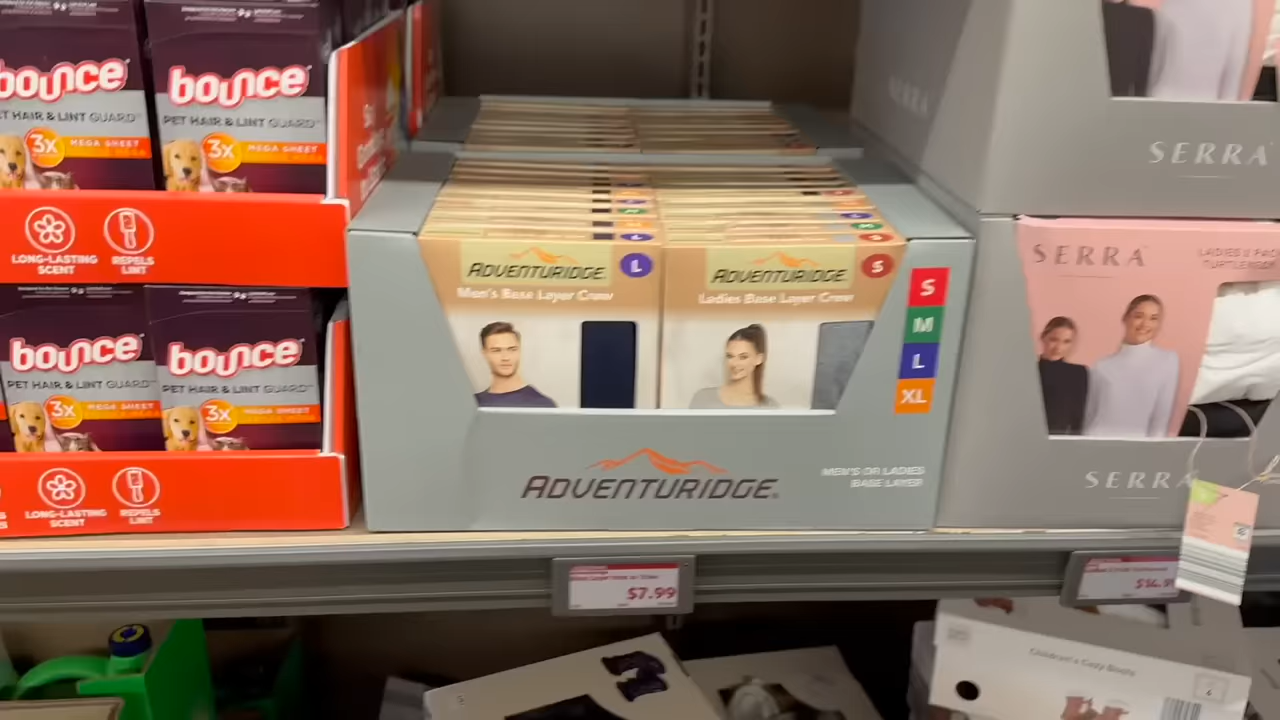 bounce
PET HAIR & LINT GUARD
3x MEGA SHEET
bounce
PET HAIR & LINT GUARD
3x MEGA SHEET
LONG-LASTING SCENT
REPELS LINT
bounce
PET HAIR & LINT GUARD
3x MEGA SHEET
bounce
PET HAIR & LINT GUARD
3x MEGA SHEET
LONG-LASTING SCENT
REPELS LINT
ADVENTURIDGE
L
Men's Base Layer Crew
ADVENTURIDGE
S
Ladies Base Layer Crew
S
M
L
XL
ADVENTURIDGE
MEN'S OR LADIES
BASE LAYER
$7.99
SERRA
SERRA
SERRA
Children's Cozy Boots